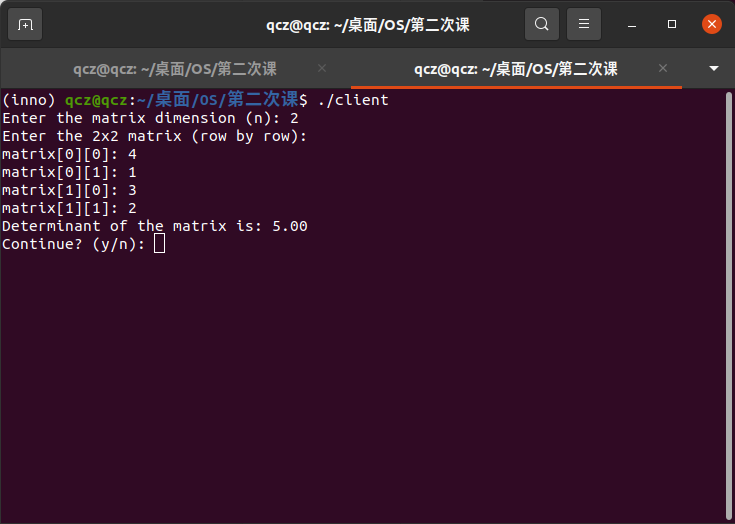 qcz@qcz: ~/桌面/OS/第二次课
qcz@qcz: ~/桌面/OS/第二次课
qcz@qcz: ~/桌面/OS/第二次课
(inno) qcz@qcz:~/桌面/OS/第二次课$ ./client
Enter the matrix dimension (n): 2
Enter the 2x2 matrix (row by row):
matrix[0][0]: 4
matrix[0][1]: 1
matrix[1][0]: 3
matrix[1][1]: 2
Determinant of the matrix is: 5.00
Continue? (y/n):